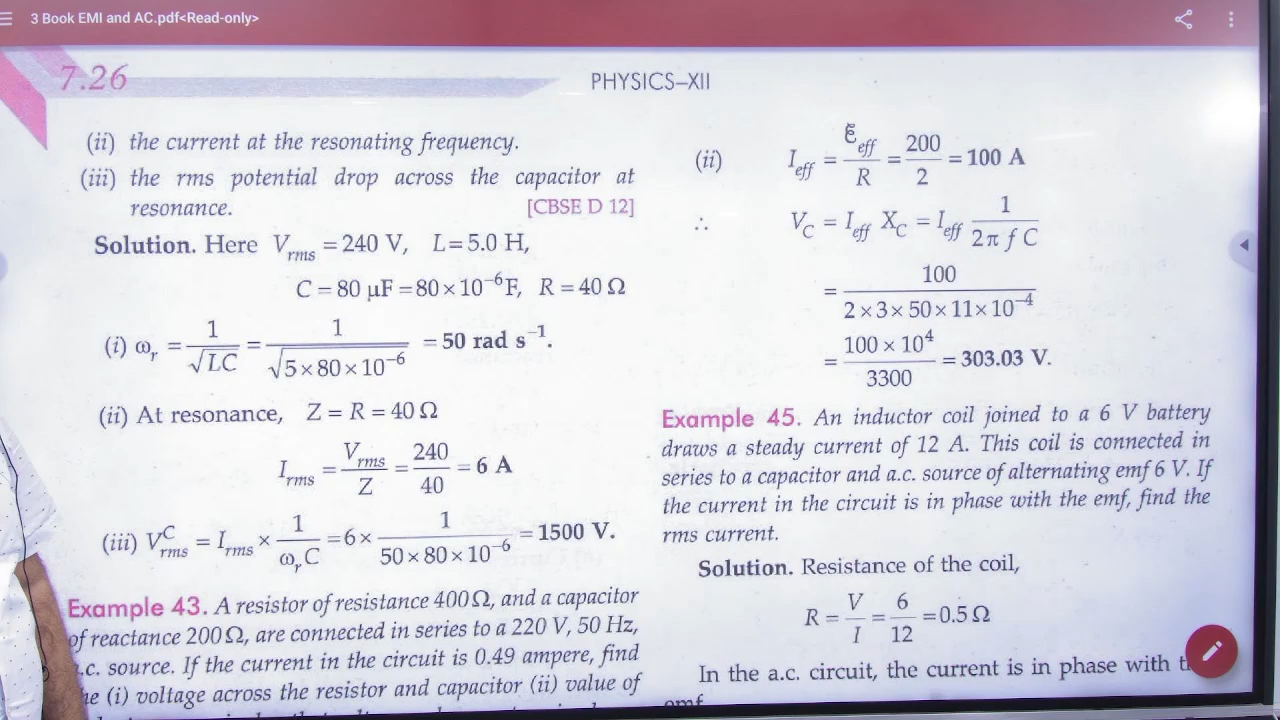 3 Book EMI and AC.pdf<Read-only>
7.26
PHYSICS–XII
(ii) the current at the resonating frequency.
(iii) the rms potential drop across the capacitor at
resonance. [CBSE D 12]
Solution. Here V_rms = 240 V, L = 5.0 H,
C = 80 μF = 80 × 10⁻⁶ F, R = 40 Ω
(i) ω_r = 1/√LC = 1/√(5 × 80 × 10⁻⁶) = 50 rad s⁻¹.
(ii) At resonance, Z = R = 40 Ω
I_rms = V_rms/Z = 240/40 = 6 A
(iii) V^C_rms = I_rms × 1/(ω_r C) = 6 × 1/(50 × 80 × 10⁻⁶) = 1500 V.
Example 43. A resistor of resistance 400 Ω, and a capacitor
of reactance 200 Ω, are connected in series to a 220 V, 50 Hz,
.c. source. If the current in the circuit is 0.49 ampere, find
(i) voltage across the resistor and capacitor (ii) value of
(ii) I_eff = ℰ_eff/R = 200/2 = 100 A
∴ V_C = I_eff X_C = I_eff 1/(2π f C)
= 100/(2 × 3 × 50 × 11 × 10⁻⁴)
= 100 × 10⁴/3300 = 303.03 V.
Example 45. An inductor coil joined to a 6 V battery
draws a steady current of 12 A. This coil is connected in
series to a capacitor and a.c. source of alternating emf 6 V. If
the current in the circuit is in phase with the emf, find the
rms current.
Solution. Resistance of the coil,
R = V/I = 6/12 = 0.5 Ω
In the a.c. circuit, the current is in phase with
emf